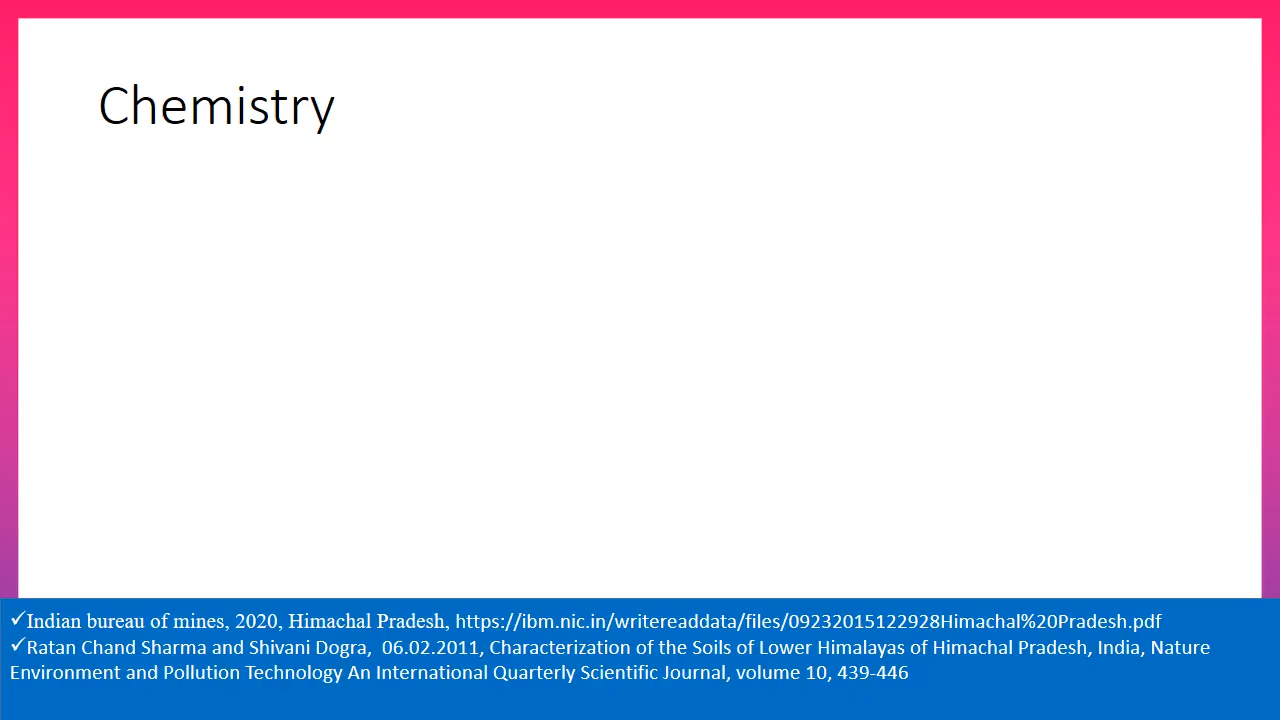 Chemistry
✓Indian bureau of mines, 2020, Himachal Pradesh, https://ibm.nic.in/writereaddata/files/09232015122928Himachal%20Pradesh.pdf
✓Ratan Chand Sharma and Shivani Dogra,  06.02.2011, Characterization of the Soils of Lower Himalayas of Himachal Pradesh, India, Nature
Environment and Pollution Technology An International Quarterly Scientific Journal, volume 10, 439-446